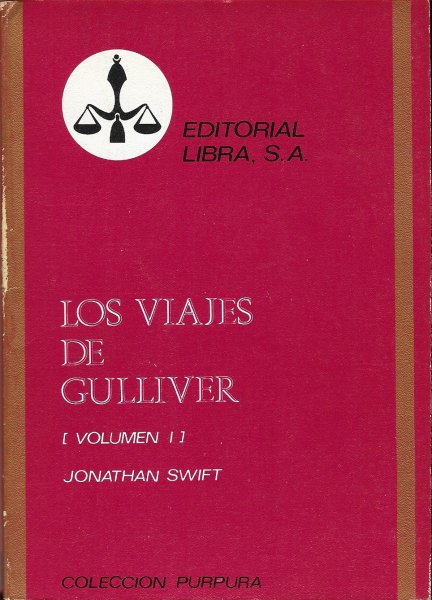 EDITORIAL
LIBRA, S.A.
LOS VIAJES
DE
GULLIVER
[ VOLUMEN I ]
JONATHAN SWIFT
COLECCION PURPURA